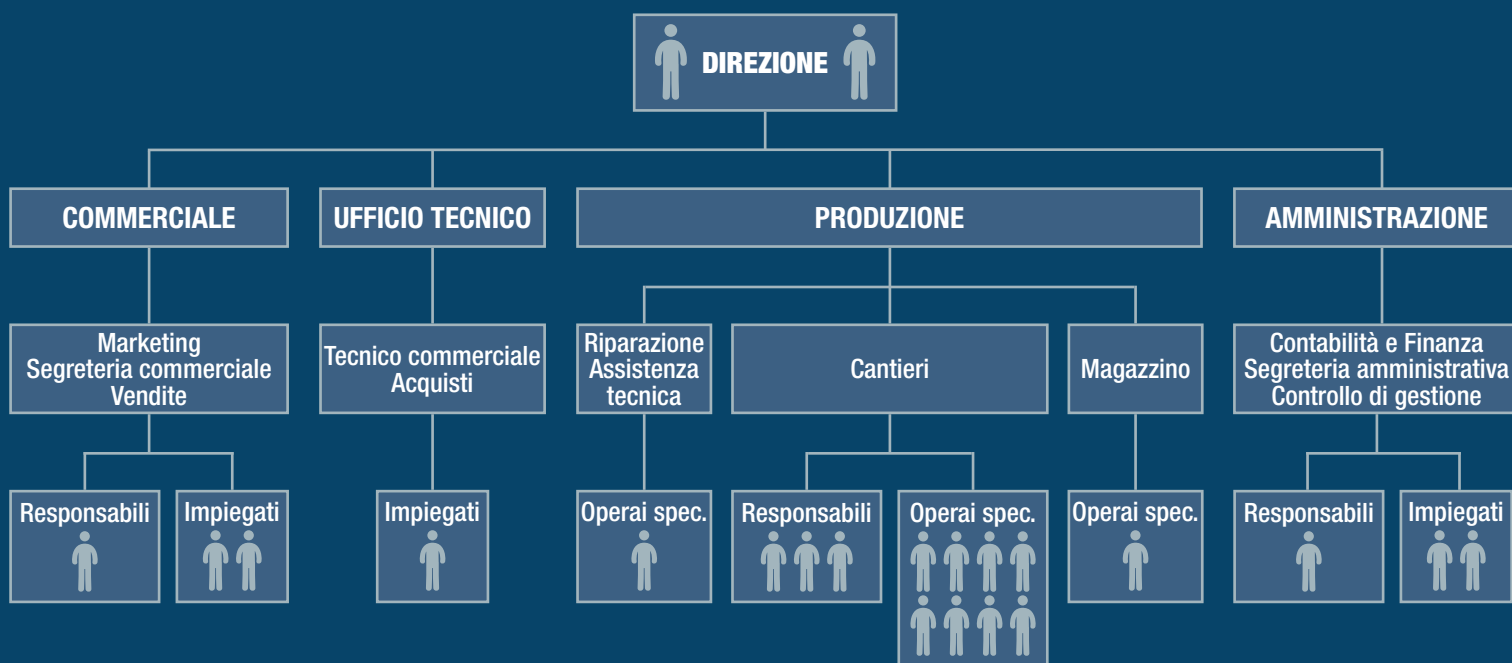 DIREZIONE
COMMERCIALE
UFFICIO TECNICO
PRODUZIONE
AMMINISTRAZIONE
Marketing
Segreteria commerciale
Vendite
Tecnico commerciale
Acquisti
Riparazione
Assistenza
tecnica
Cantieri
Magazzino
Contabilità e Finanza
Segreteria amministrativa
Controllo di gestione
Responsabili
Impiegati
Impiegati
Operai spec.
Responsabili
Operai spec.
Operai spec.
Responsabili
Impiegati